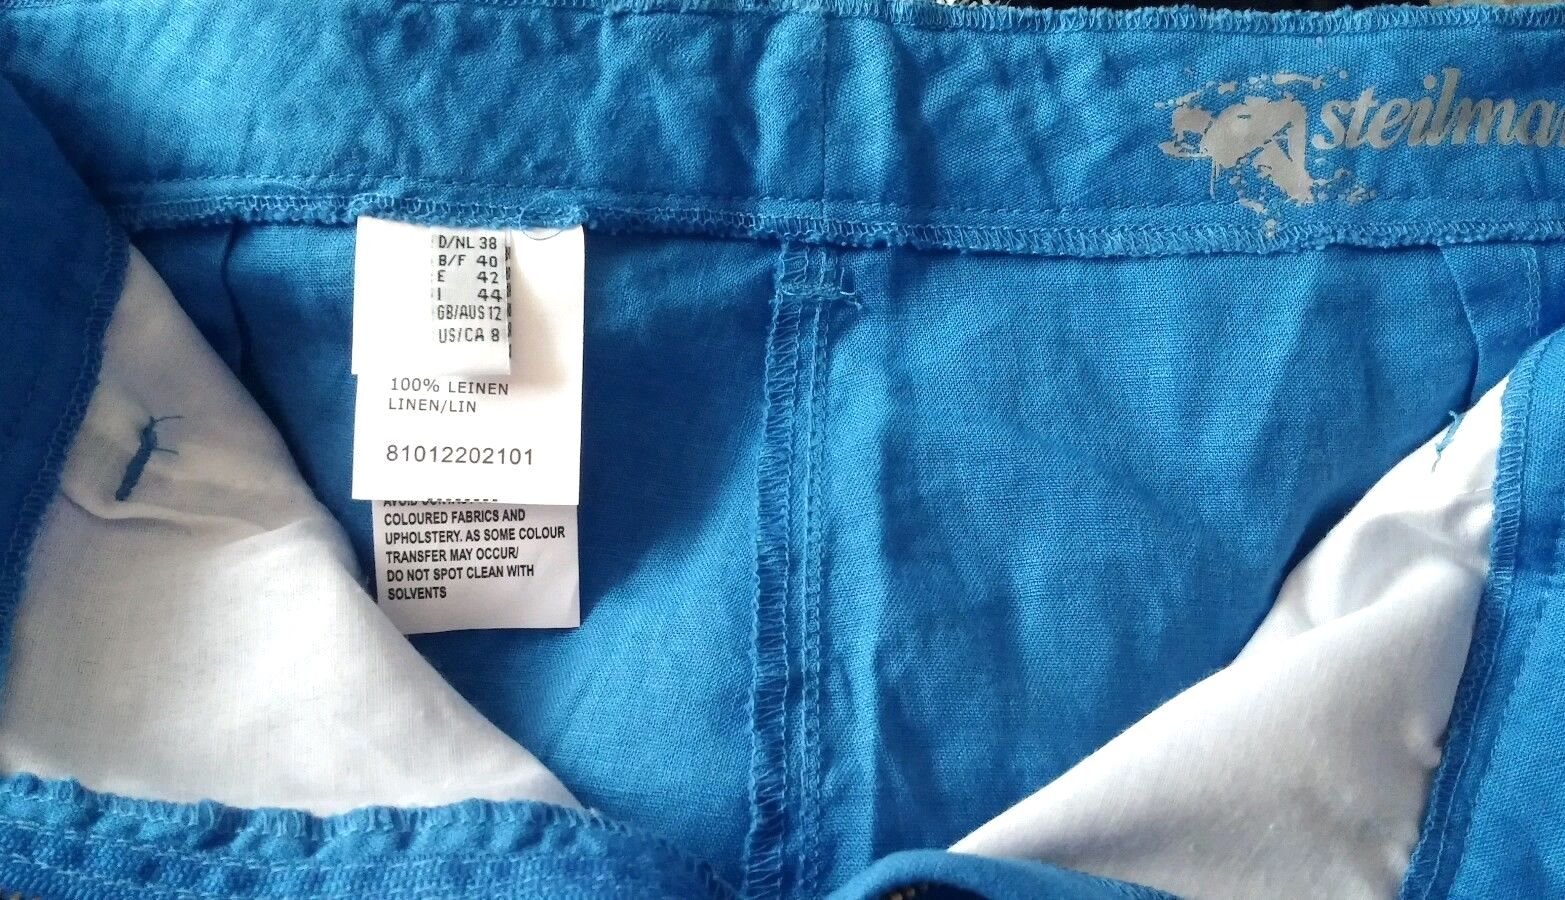 steilma
D/NL 38
B/F 40
E 42
I 44
GB/AUS 12
US/CA 8
100% LEINEN
LINEN/LIN
81012202101
COLOURED FABRICS AND
UPHOLSTERY. AS SOME COLOUR
TRANSFER MAY OCCUR/
DO NOT SPOT CLEAN WITH
SOLVENTS